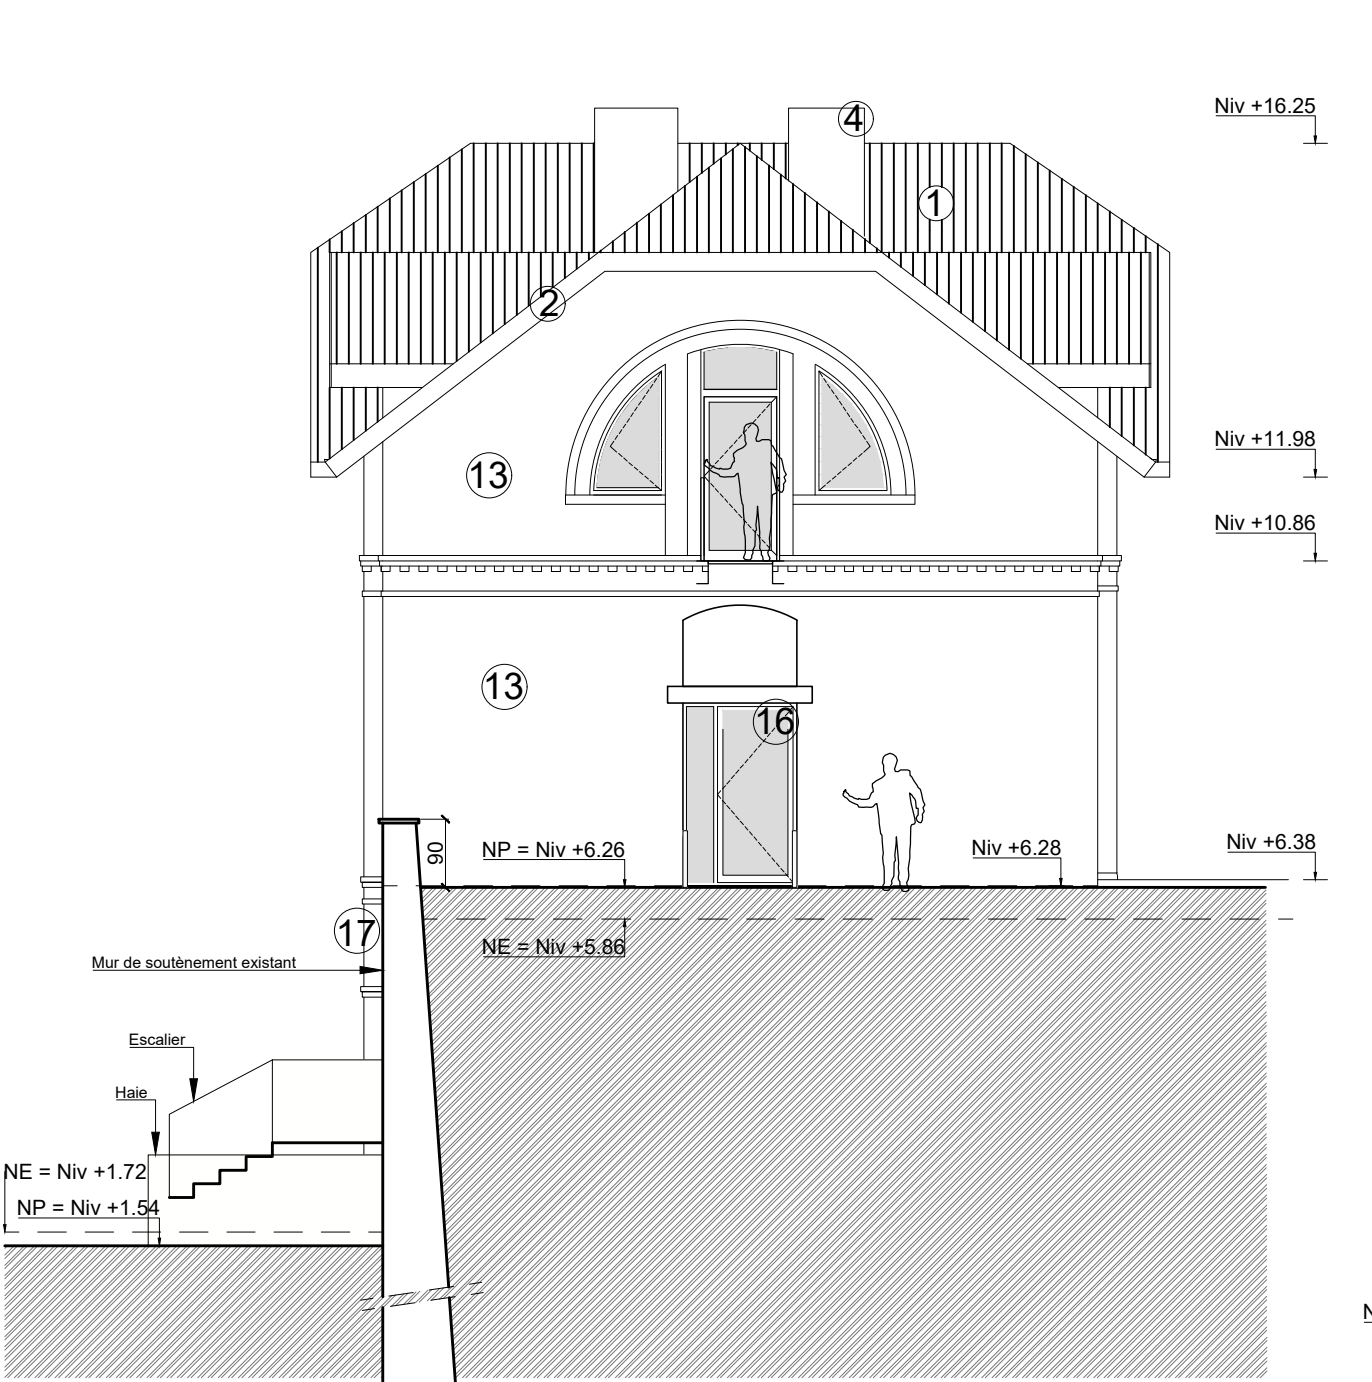 Niv +16.25
4
1
2
Niv +11.98
13
Niv +10.86
13
16
90
NP = Niv +6.26
Niv +6.28
Niv +6.38
17
NE = Niv +5.86
Mur de soutènement existant
Escalier
Haie
NE = Niv +1.72
NP = Niv +1.54
N